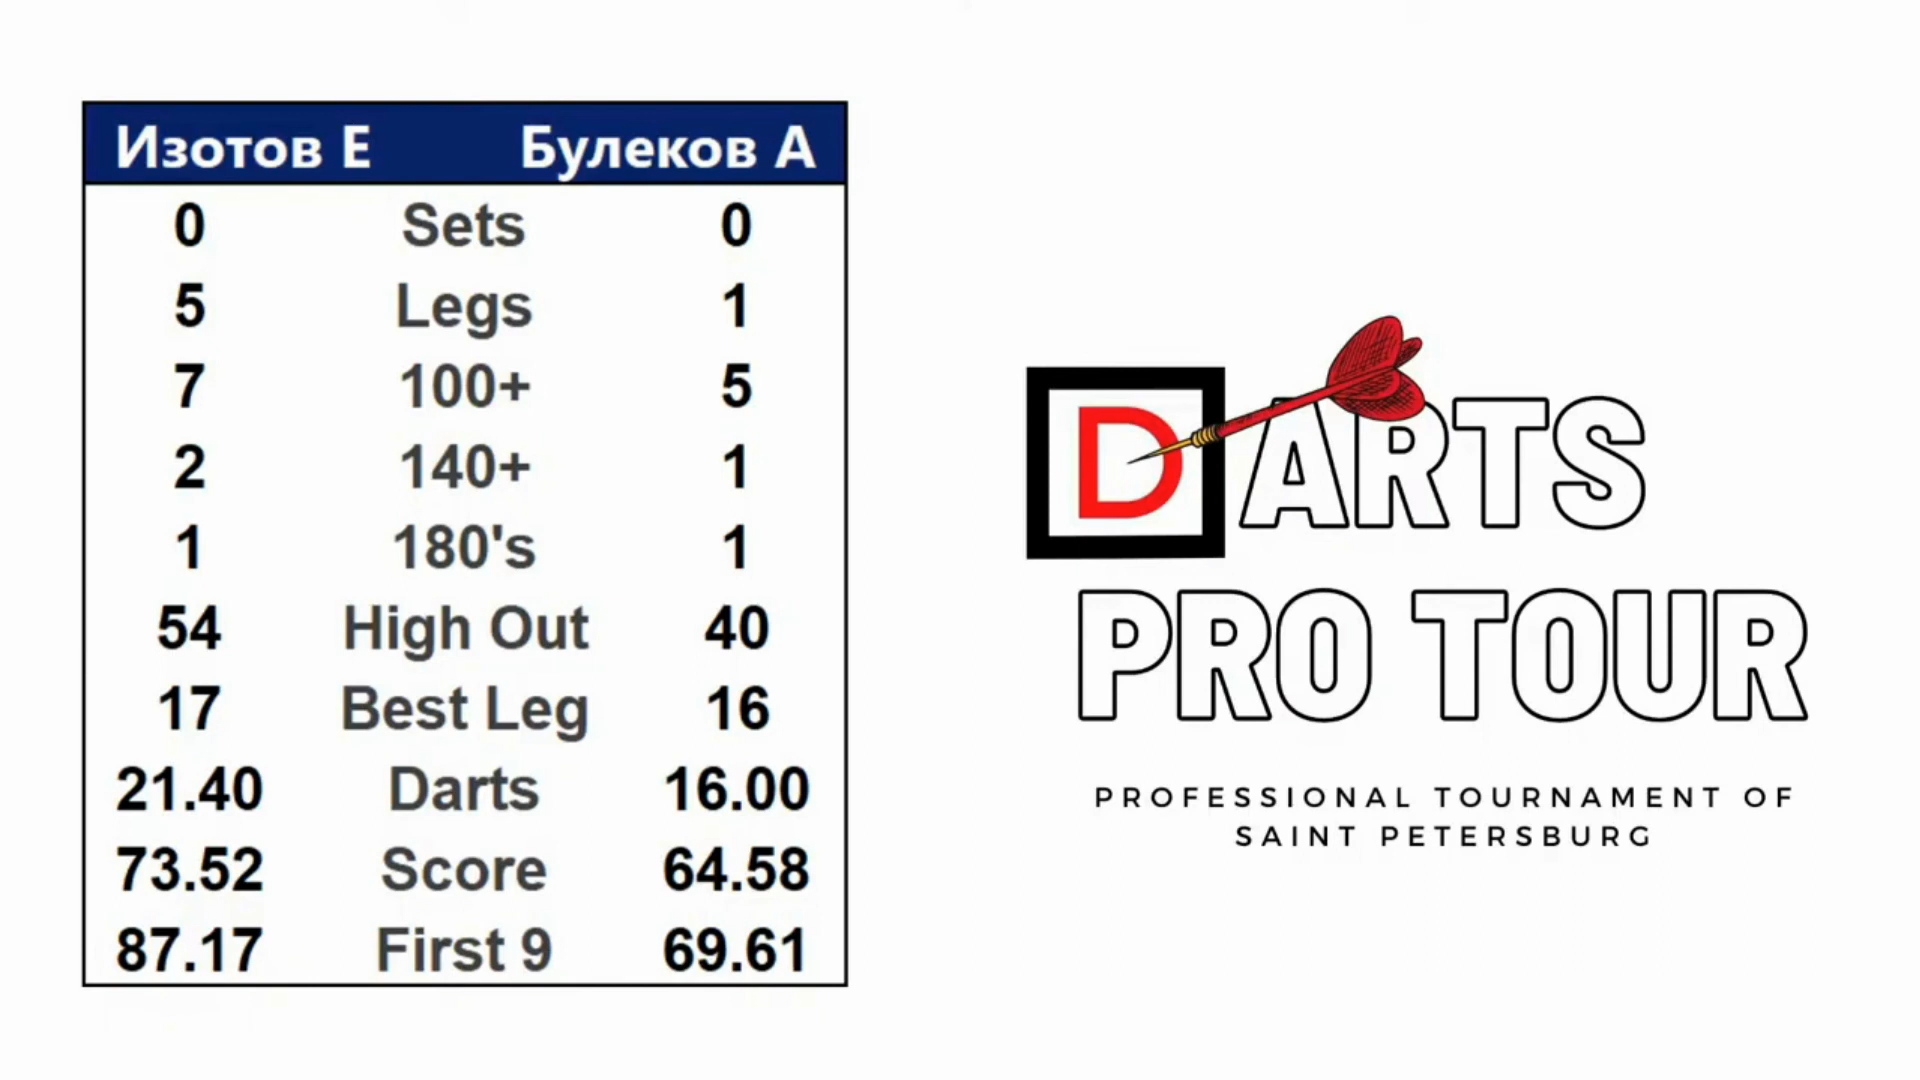 Изотов Е Булеков А
0 Sets 0
5 Legs 1
7 100+ 5
2 140+ 1
1 180's 1
54 High Out 40
17 Best Leg 16
21.40 Darts 16.00
73.52 Score 64.58
87.17 First 9 69.61
DARTS
PRO TOUR
PROFESSIONAL TOURNAMENT OF
SAINT PETERSBURG